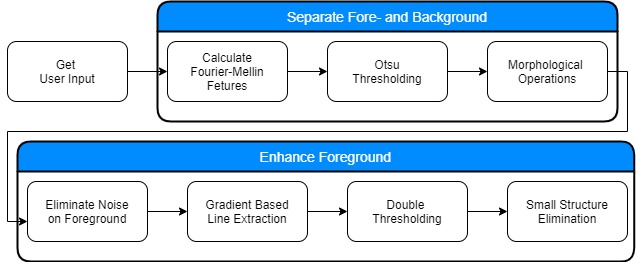 Separate Fore- and Background
Get
User Input
Calculate
Fourier-Mellin
Fetures
Otsu
Thresholding
Morphological
Operations
Enhance Foreground
Eliminate Noise
on Foreground
Gradient Based
Line Extraction
Double
Thresholding
Small Structure
Elimination